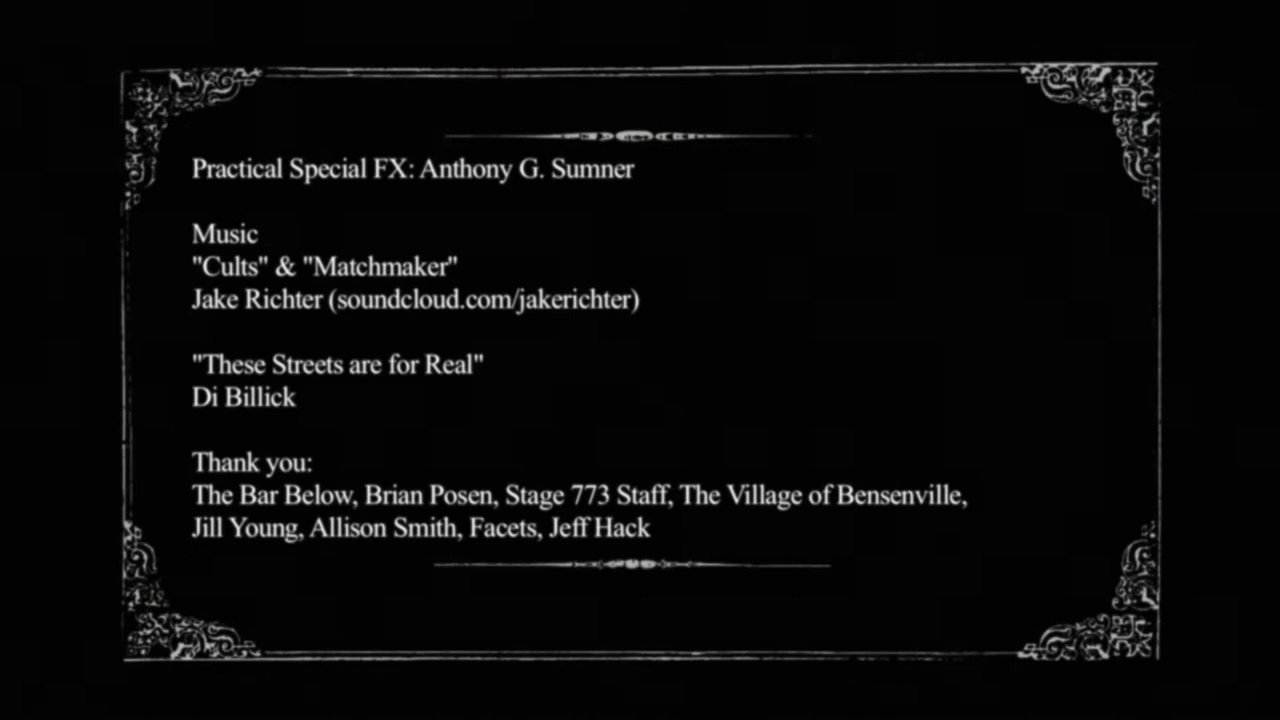 Practical Special FX: Anthony G. Sumner
Music
"Cults" & "Matchmaker"
Jake Richter (soundcloud.com/jakerichter)
"These Streets are for Real"
Di Billick
Thank you:
The Bar Below, Brian Posen, Stage 773 Staff, The Village of Bensenville,
Jill Young, Allison Smith, Facets, Jeff Hack